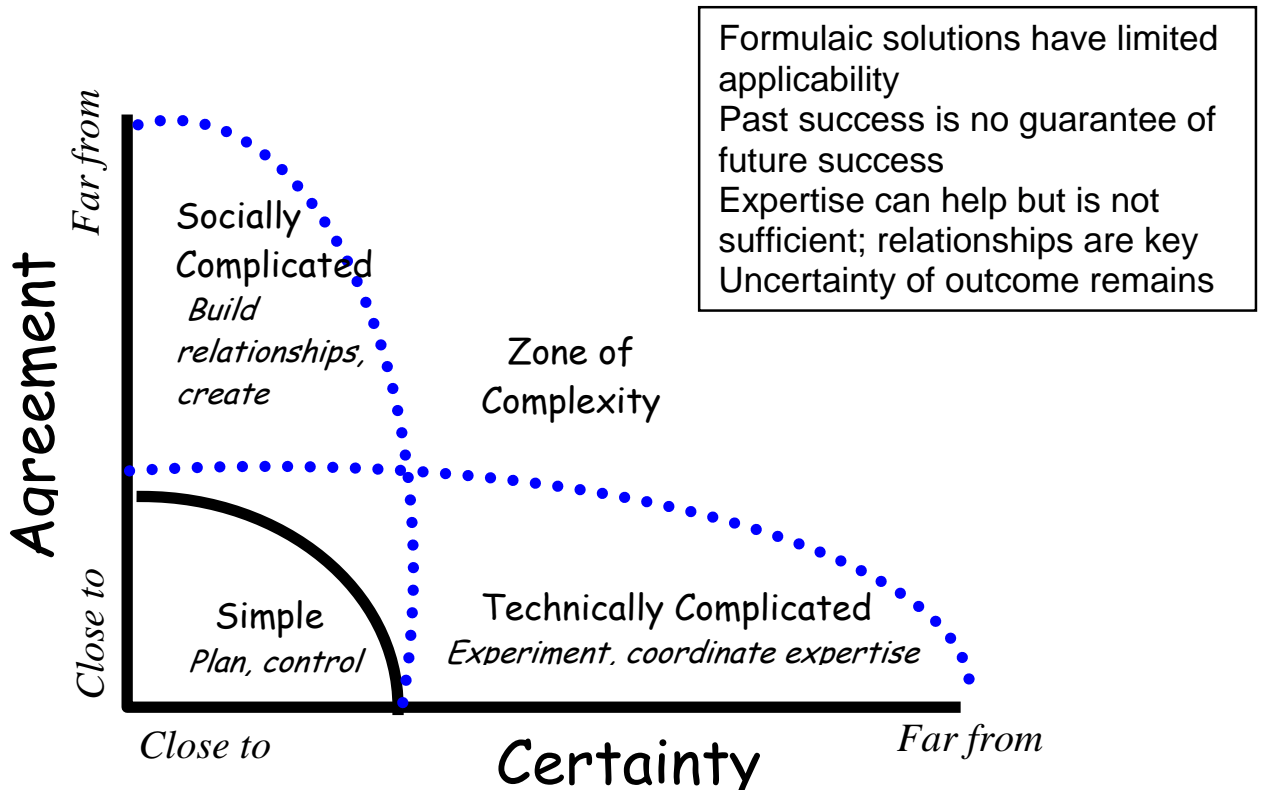 Formulaic solutions have limited
applicability
Past success is no guarantee of
future success
Expertise can help but is not
sufficient; relationships are key
Uncertainty of outcome remains
Agreement
Far from
Close to
Socially
Complicated
Build
relationships,
create
Zone of
Complexity
Simple
Plan, control
Technically Complicated
Experiment, coordinate expertise
Close to
Certainty
Far from